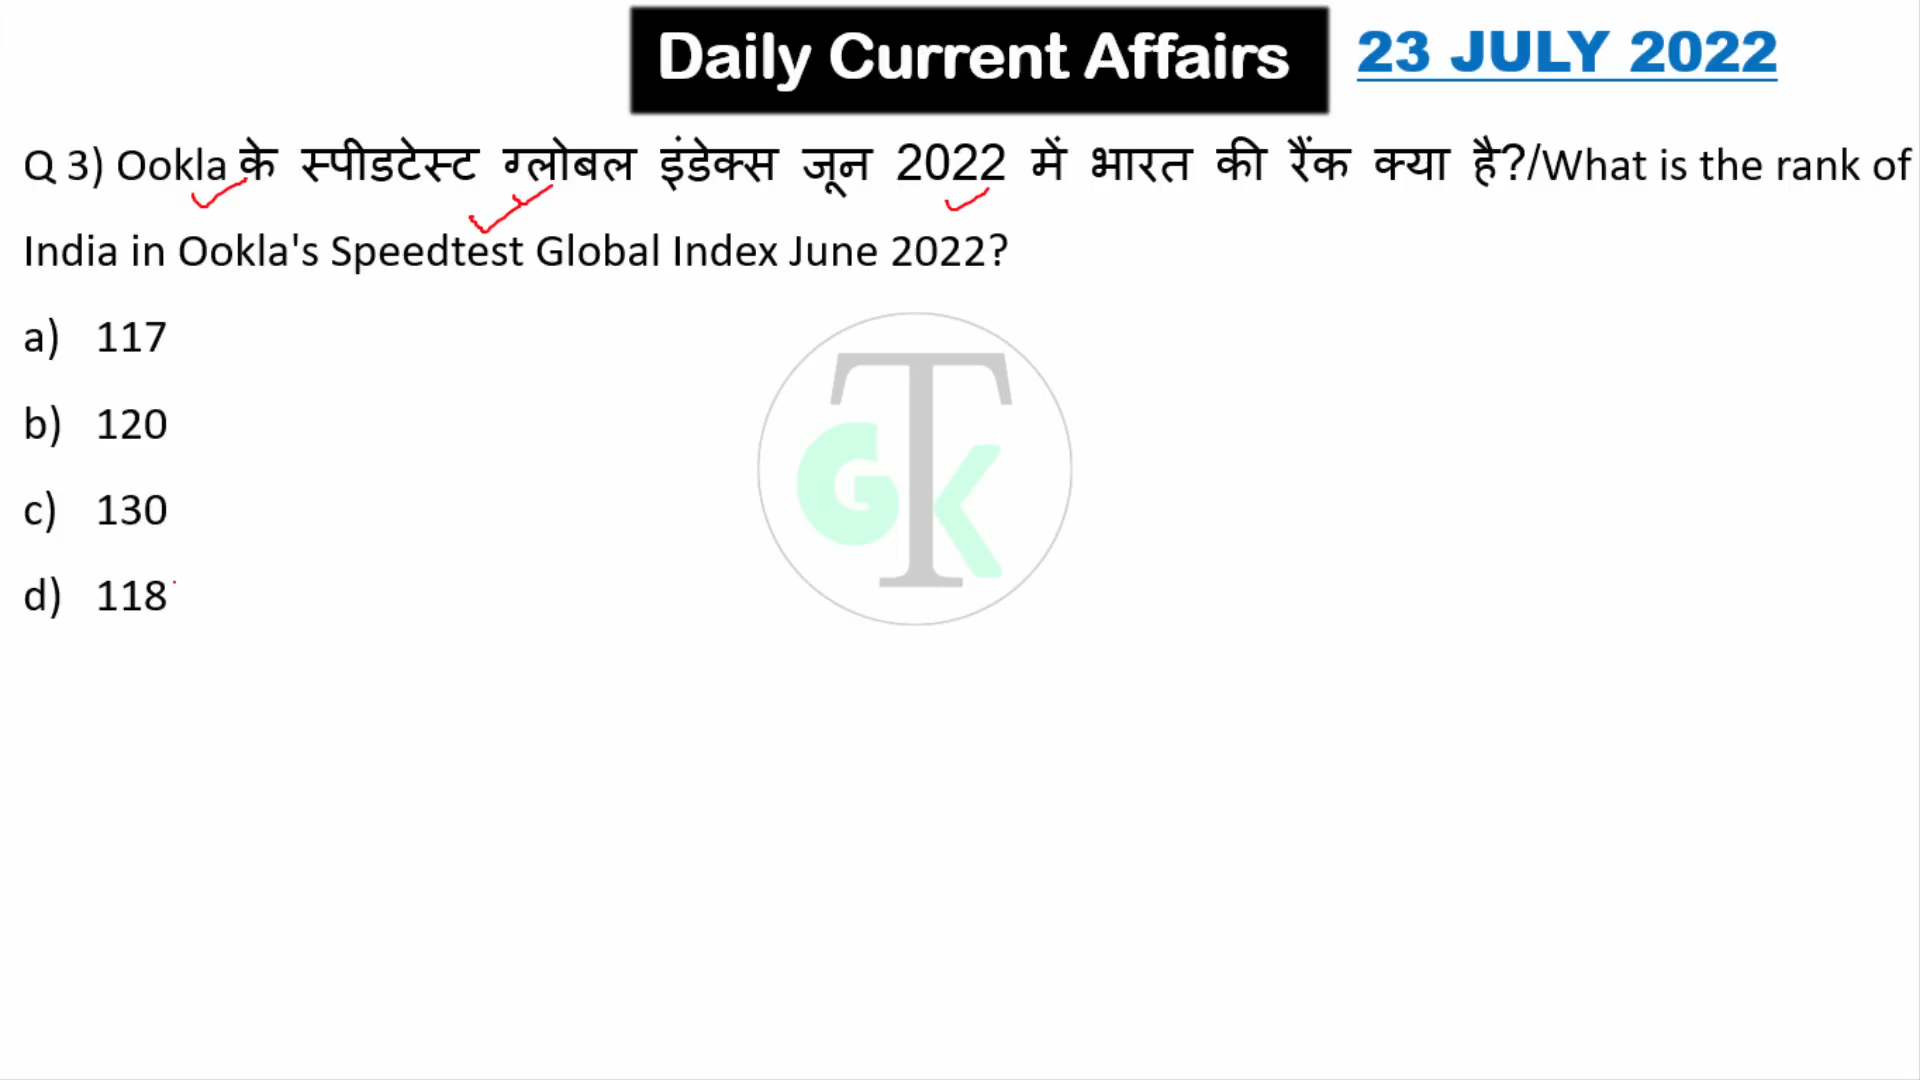 Daily Current Affairs 23 JULY 2022
Q 3) Ookla के स्पीडटेस्ट ग्लोबल इंडेक्स जून 2022 में भारत की रैंक क्या है?/What is the rank of
India in Ookla's Speedtest Global Index June 2022?
a) 117
b) 120
c) 130
d) 118
GTK